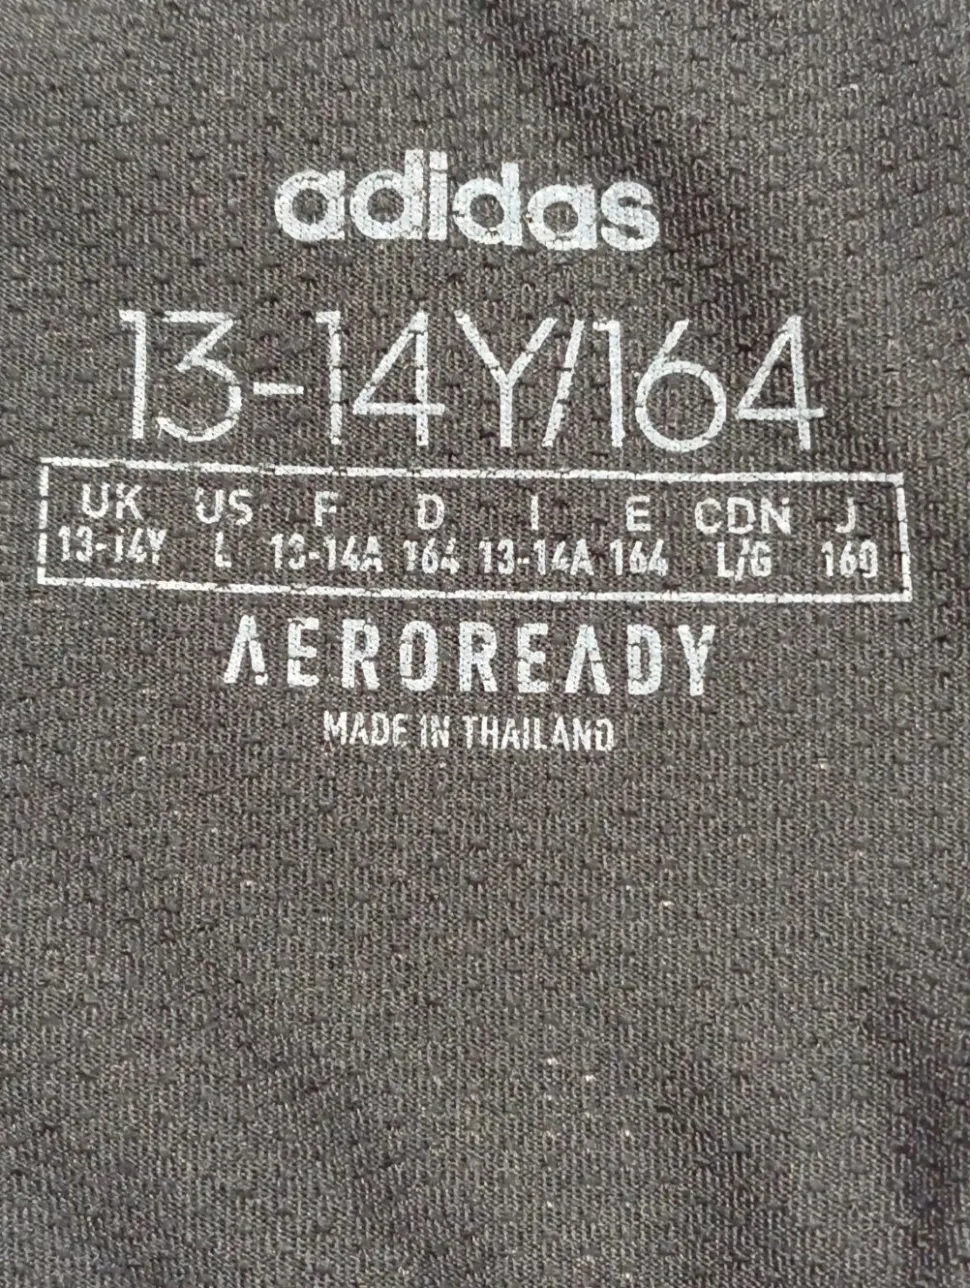 adidas
13-14Y/164
UK US F D I E CDN J
13-14Y L 13-14A 164 13-14A 164 L/G 160
AEROREADY
MADE IN THAILAND